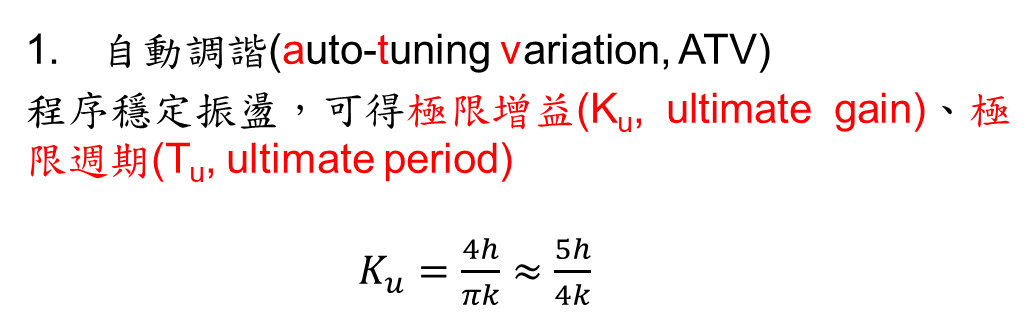 1. 自動調諧(auto-tuning variation, ATV)
程序穩定振盪，可得極限增益(Kᵤ, ultimate gain)、極
限週期(Tᵤ, ultimate period)
Kᵤ = 4h/πk ≈ 5h/4k